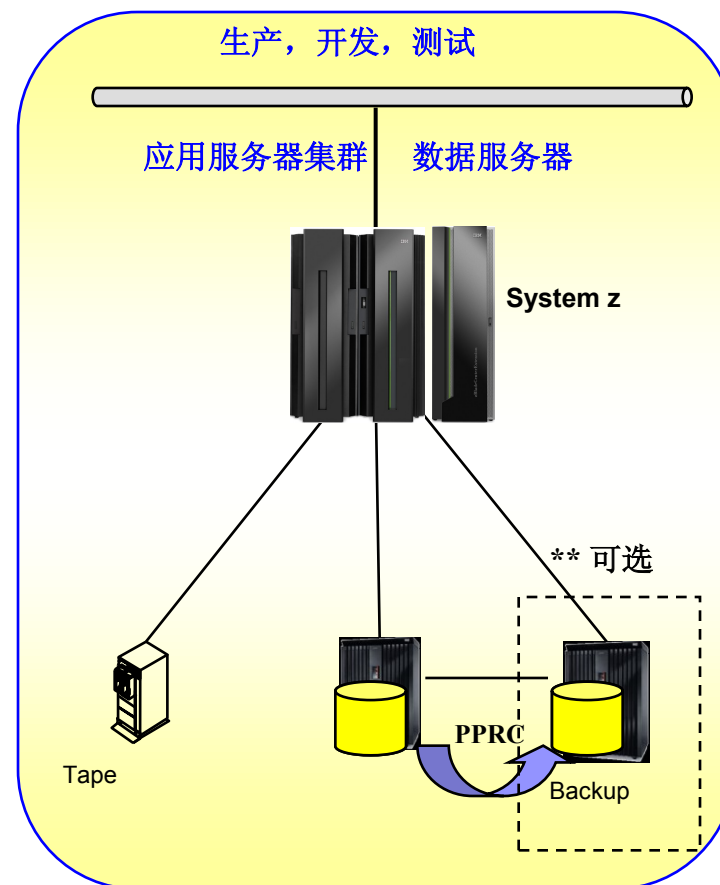 生产，开发，测试
应用服务器集群 数据服务器
System z
** 可选
PPRC
Tape
Backup